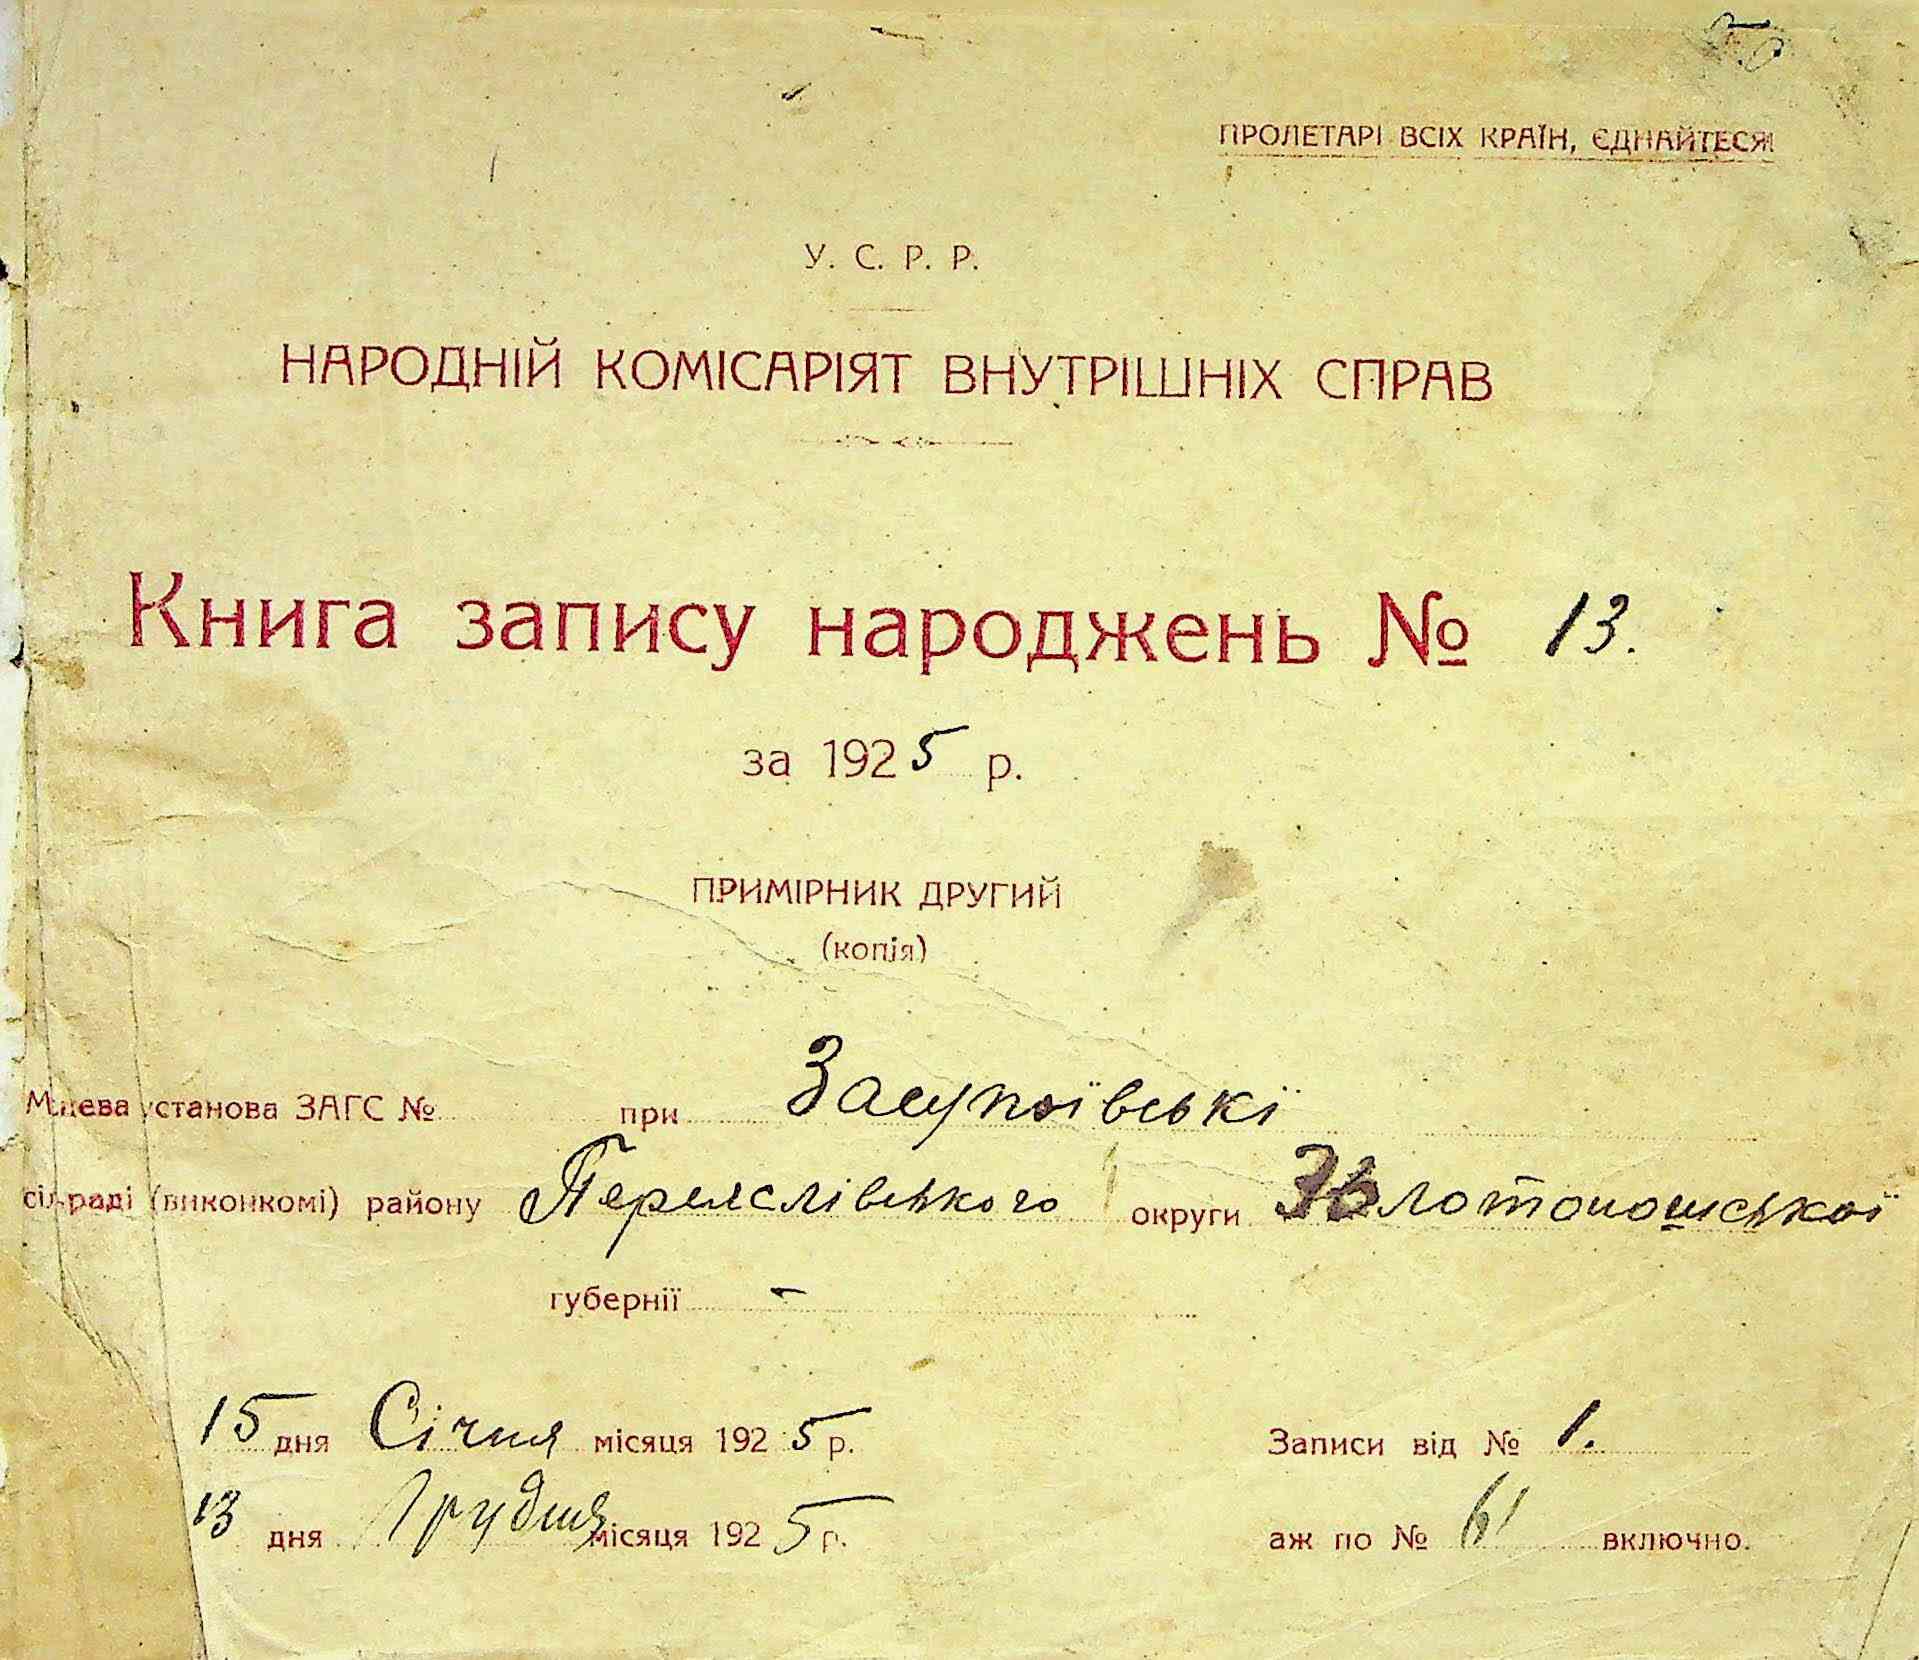 ПРОЛЕТАРІ ВСІХ КРАЇН, ЄДНАЙТЕСЯ!
У. С. Р. Р.
НАРОДНІЙ КОМІСАРІЯТ ВНУТРІШНІХ СПРАВ
Книга запису народжень № 13.
за 1925 р.
ПРИМІРНИК ДРУГИЙ
(копія)
Місцева установа ЗАГС № при Засупоївські
сільраді (виконкомі) району Переяслівського округи Золотоношської
губернії -
15 дня Січня місяця 1925 р. Записи від № 1.
13 дня Грудня місяця 1925 р. аж по № 61 включно.